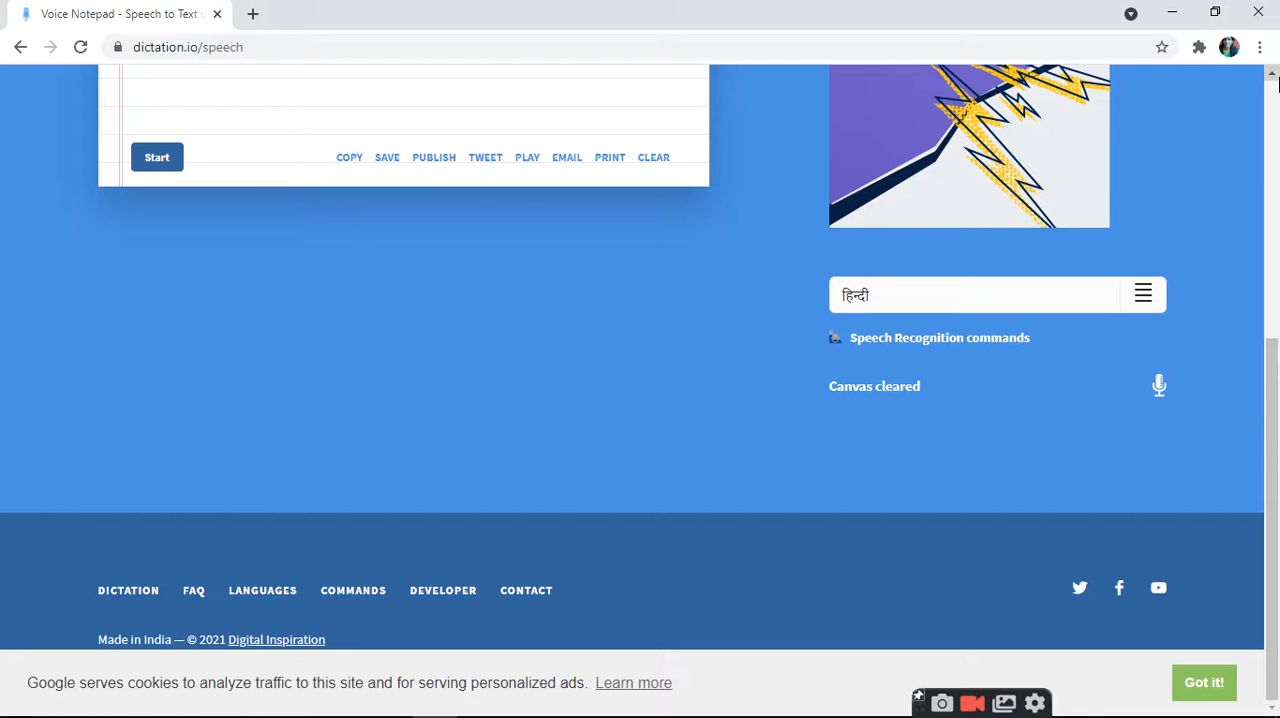 Voice Notepad - Speech to Text
dictation.io/speech
Start
COPY SAVE PUBLISH TWEET PLAY EMAIL PRINT CLEAR
हिन्दी
Speech Recognition commands
Canvas cleared
DICTATION FAQ LANGUAGES COMMANDS DEVELOPER CONTACT
Made in India — © 2021 Digital Inspiration
Google serves cookies to analyze traffic to this site and for serving personalized ads. Learn more
Got it!